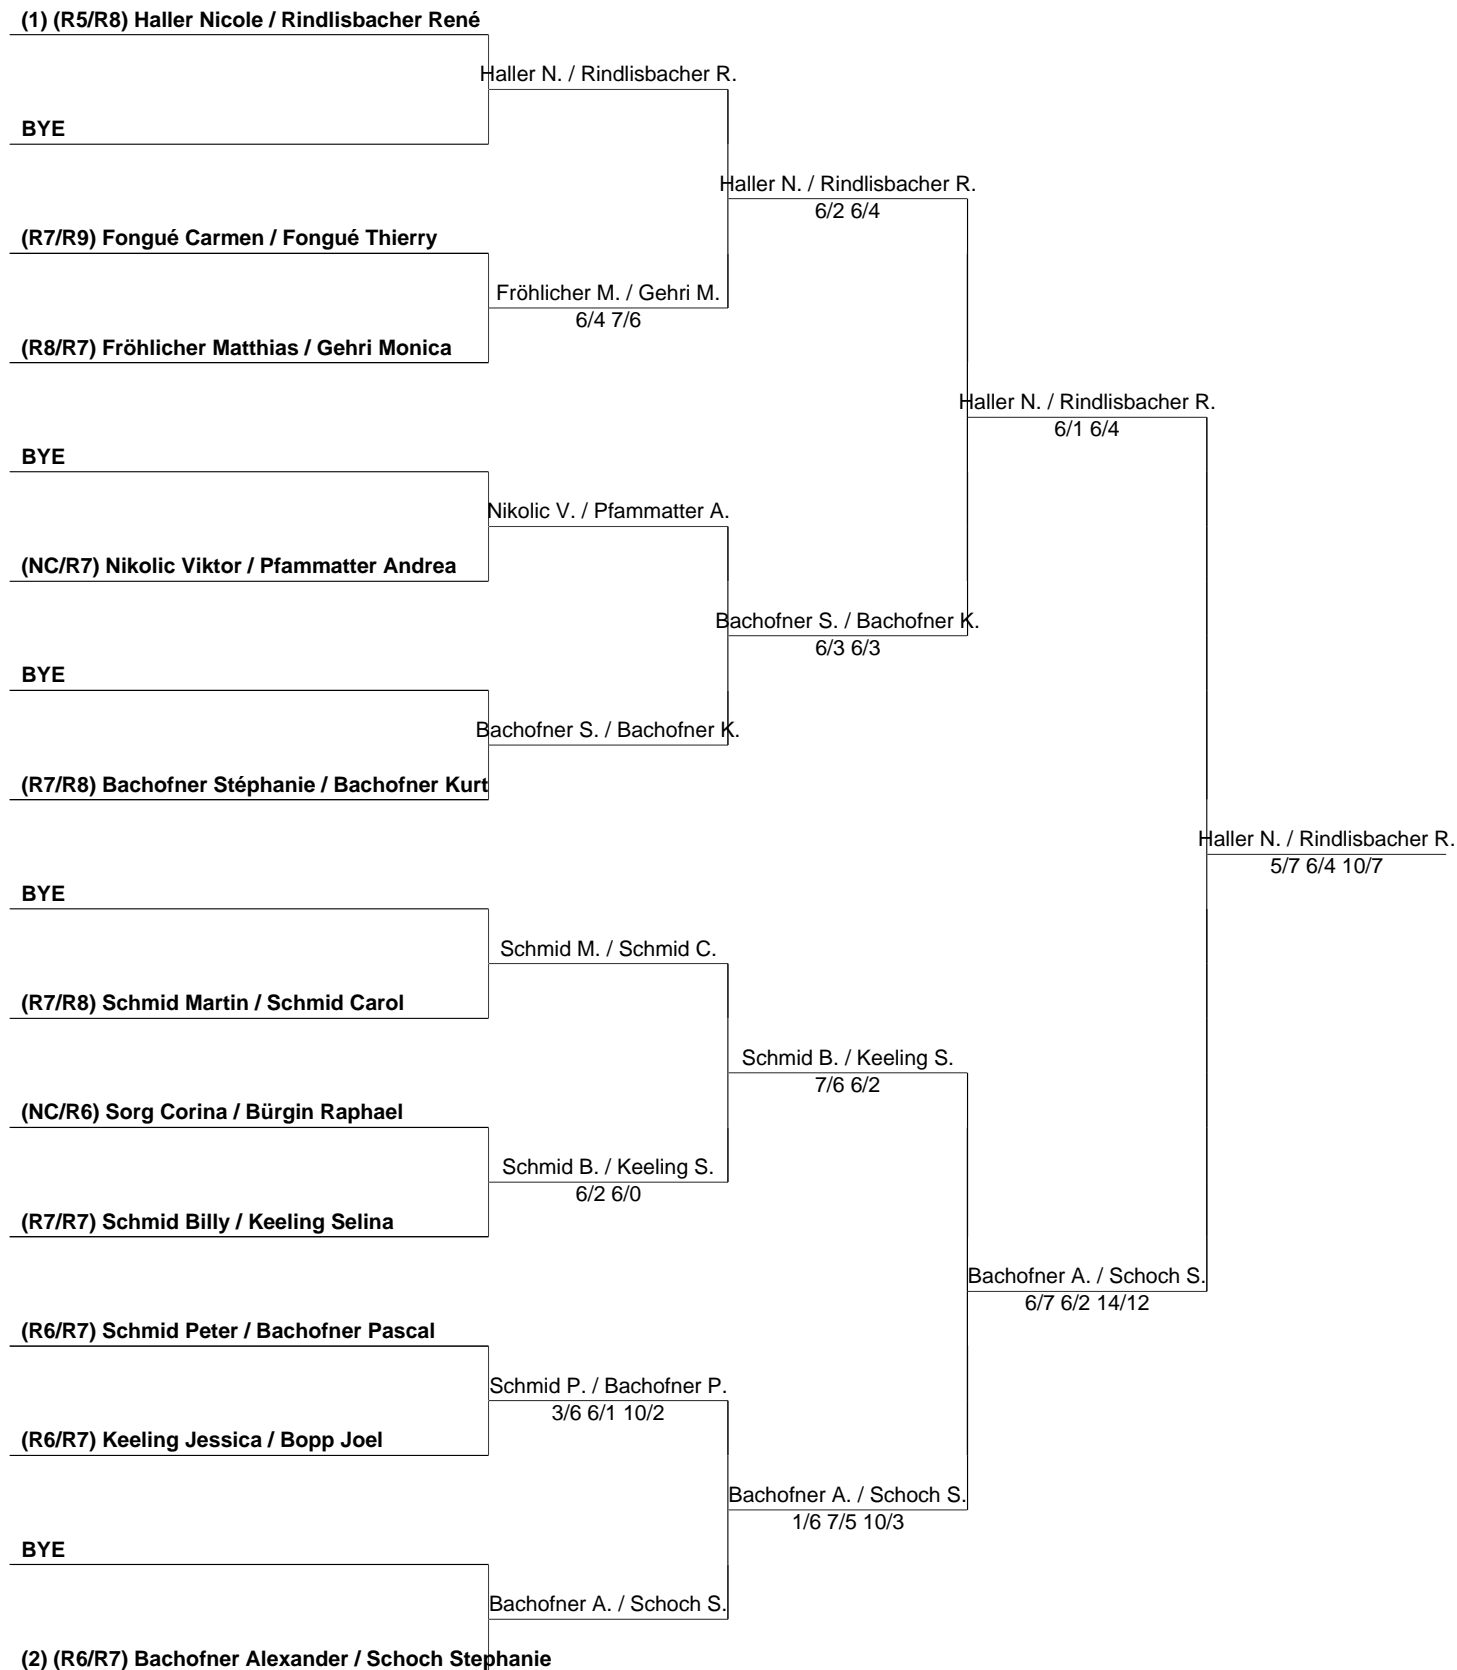 (1) (R5/R8) Haller Nicole / Rindlisbacher René
Haller N. / Rindlisbacher R.
BYE
Haller N. / Rindlisbacher R.
6/2 6/4
(R7/R9) Fongué Carmen / Fongué Thierry
Fröhlicher M. / Gehri M.
6/4 7/6
(R8/R7) Fröhlicher Matthias / Gehri Monica
Haller N. / Rindlisbacher R.
6/1 6/4
BYE
Nikolic V. / Pfammatter A.
(NC/R7) Nikolic Viktor / Pfammatter Andrea
Bachofner S. / Bachofner K.
6/3 6/3
BYE
Bachofner S. / Bachofner K.
(R7/R8) Bachofner Stéphanie / Bachofner Kurt
Haller N. / Rindlisbacher R.
5/7 6/4 10/7
BYE
Schmid M. / Schmid C.
(R7/R8) Schmid Martin / Schmid Carol
Schmid B. / Keeling S.
7/6 6/2
(NC/R6) Sorg Corina / Bürgin Raphael
Schmid B. / Keeling S.
6/2 6/0
(R7/R7) Schmid Billy / Keeling Selina
Bachofner A. / Schoch S.
6/7 6/2 14/12
(R6/R7) Schmid Peter / Bachofner Pascal
Schmid P. / Bachofner P.
3/6 6/1 10/2
(R6/R7) Keeling Jessica / Bopp Joel
Bachofner A. / Schoch S.
1/6 7/5 10/3
BYE
Bachofner A. / Schoch S.
(2) (R6/R7) Bachofner Alexander / Schoch Stephanie